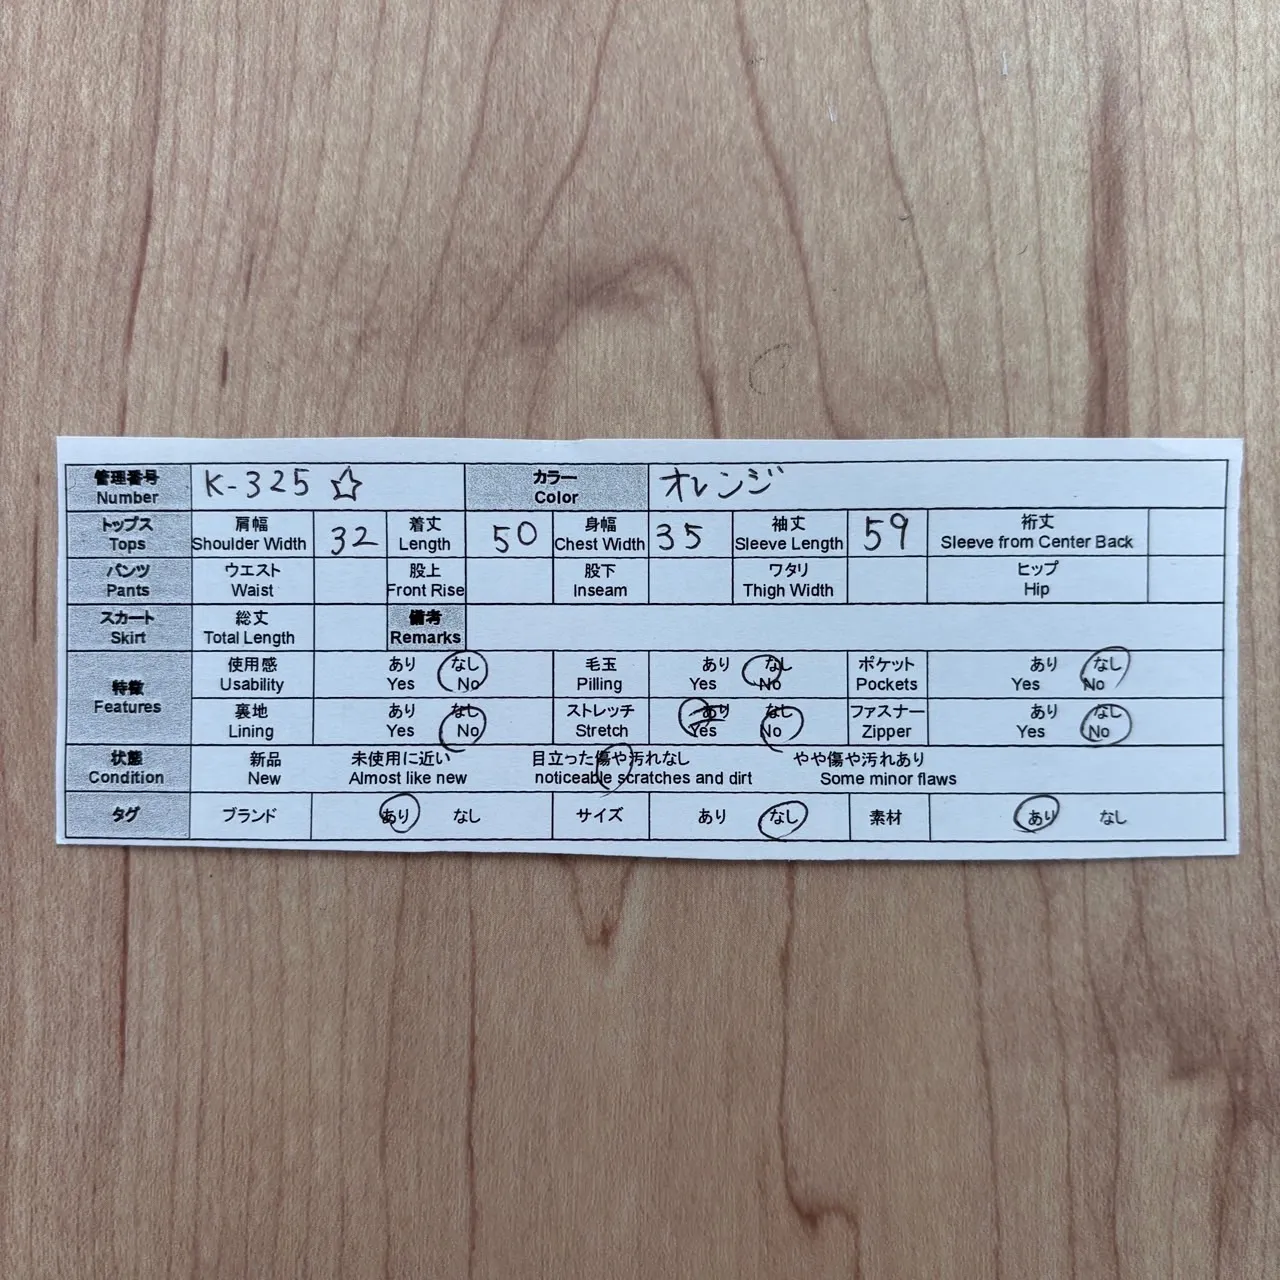 管理番号 K-325 ☆ カラー オレンジ
Number Color
トップス 肩幅 32 着丈 50 身幅 35 袖丈 59 裄丈
Tops Shoulder Width Length Chest Width Sleeve Length Sleeve from Center Back
パンツ ウエスト 股上 股下 ワタリ ヒップ
Pants Waist Front Rise Inseam Thigh Width Hip
スカート 総丈 備考
Skirt Total Length Remarks
特徴 使用感 あり なし 毛玉 あり なし ポケット あり なし
Features Usability Yes No Pilling Yes No Pockets Yes No
裏地 あり なし ストレッチ あり なし ファスナー あり なし
Lining Yes No Stretch Yes No Zipper Yes No
状態 新品 未使用に近い 目立った傷や汚れなし やや傷や汚れあり
Condition New Almost like new noticeable scratches and dirt Some minor flaws
タグ ブランド あり なし サイズ あり なし 素材 あり なし